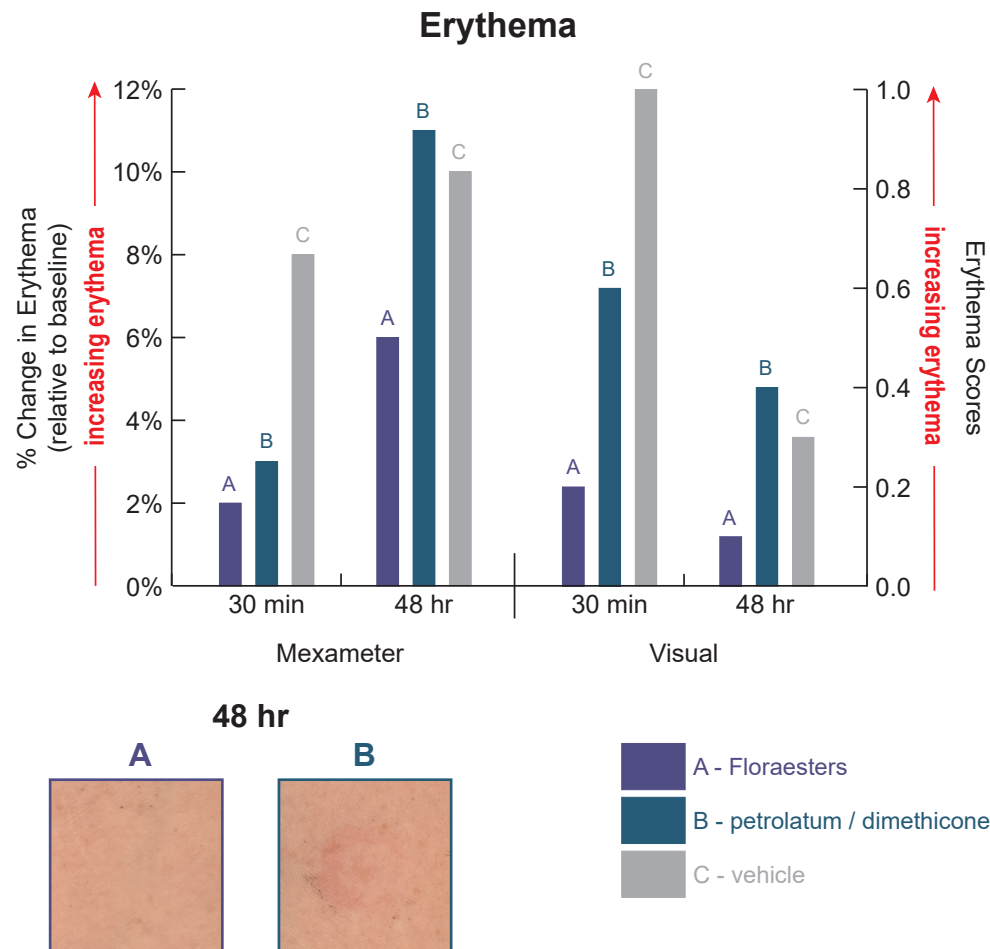 Erythema
% Change in Erythema
(relative to baseline)
increasing erythema
12%
10%
8%
6%
4%
2%
0%
A
B
C
A
B
C
A
B
C
A
B
C
1.0
0.8
0.6
0.4
0.2
0.0
increasing erythema
Erythema Scores
30 min
48 hr
30 min
48 hr
Mexameter
Visual
48 hr
A
B
A - Floraesters
B - petrolatum / dimethicone
C - vehicle